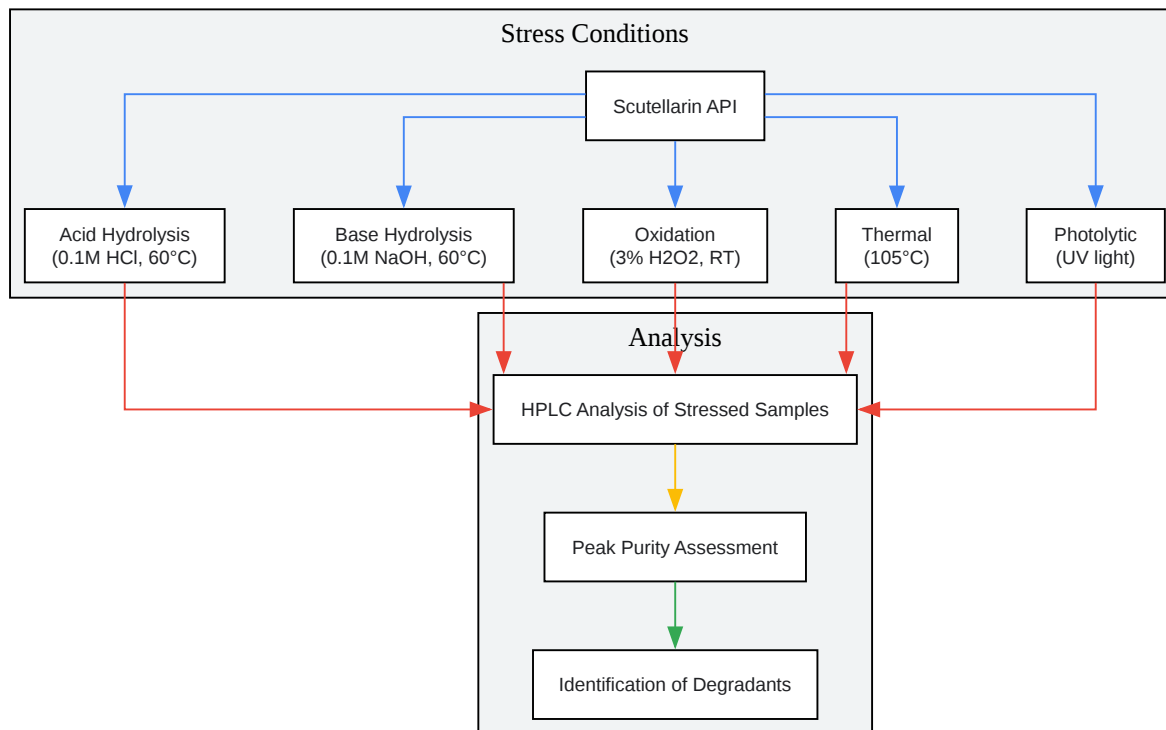 Stress Conditions
Scutellarin API
Acid Hydrolysis
(0.1M HCl, 60°C)
Base Hydrolysis
(0.1M NaOH, 60°C)
Oxidation
(3% H2O2, RT)
Thermal
(105°C)
Photolytic
(UV light)
Analysis
HPLC Analysis of Stressed Samples
Peak Purity Assessment
Identification of Degradants